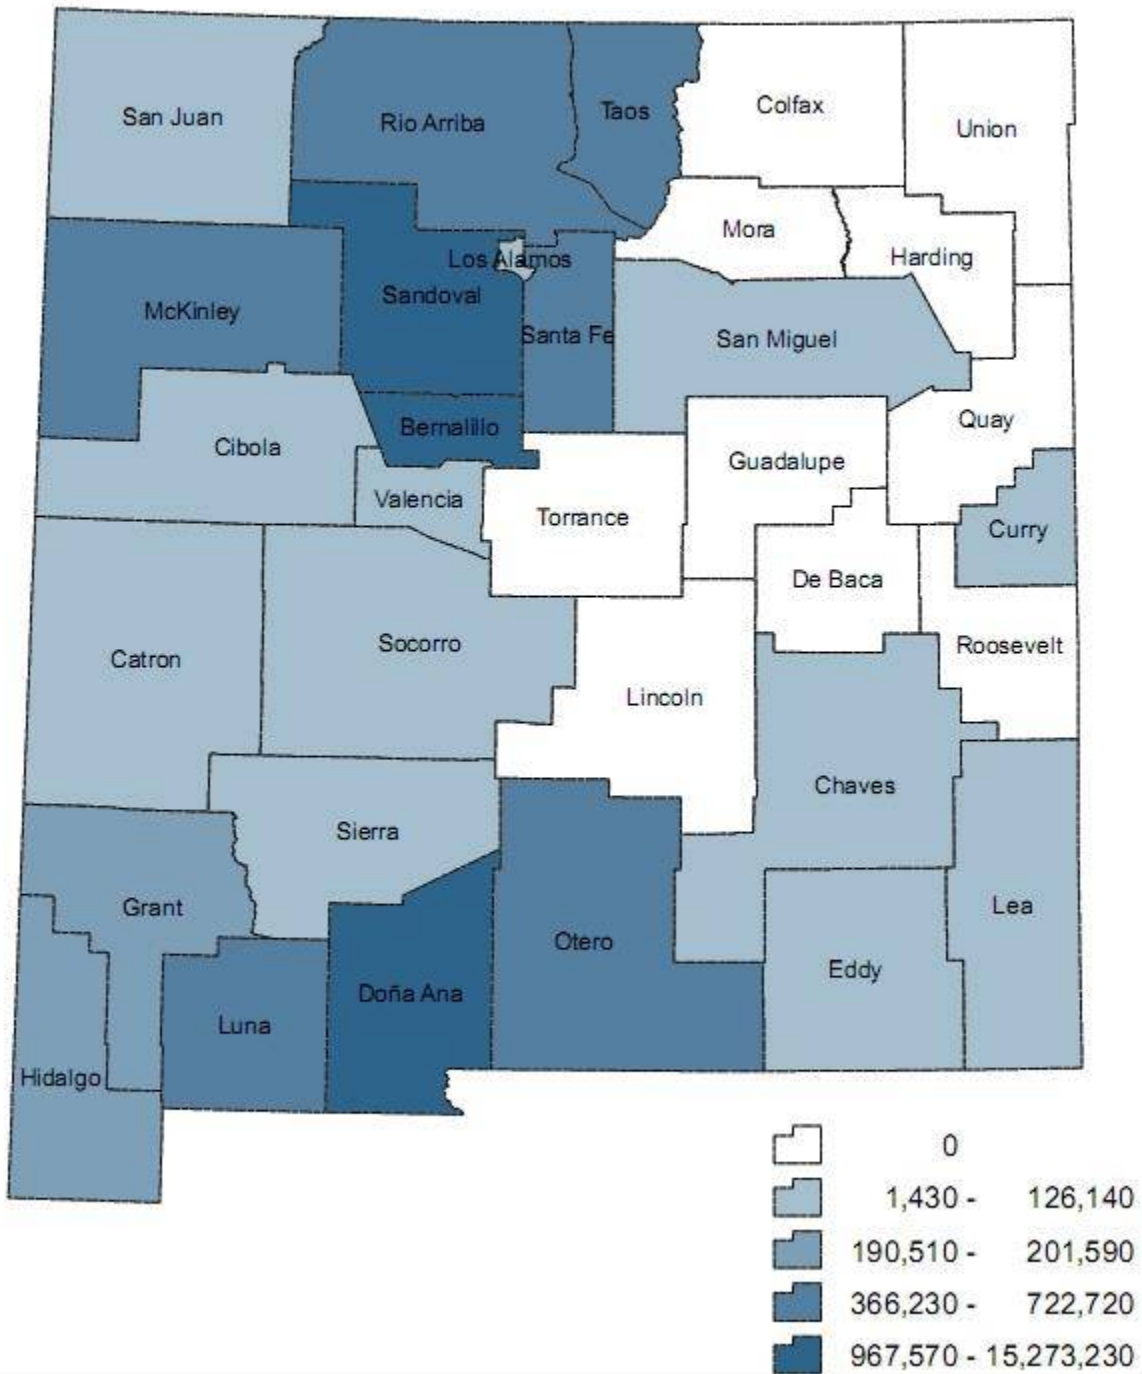 San Juan
Rio Arriba
Taos
Colfax
Union
Mora
Harding
Los Alamos
Sandoval
McKinley
Santa Fe
San Miguel
Quay
Bernalillo
Cibola
Guadalupe
Valencia
Torrance
Curry
De Baca
Catron
Socorro
Roosevelt
Lincoln
Chaves
Sierra
Grant
Lea
Otero
Eddy
Doña Ana
Luna
Hidalgo
0
1,430 - 126,140
190,510 - 201,590
366,230 - 722,720
967,570 - 15,273,230